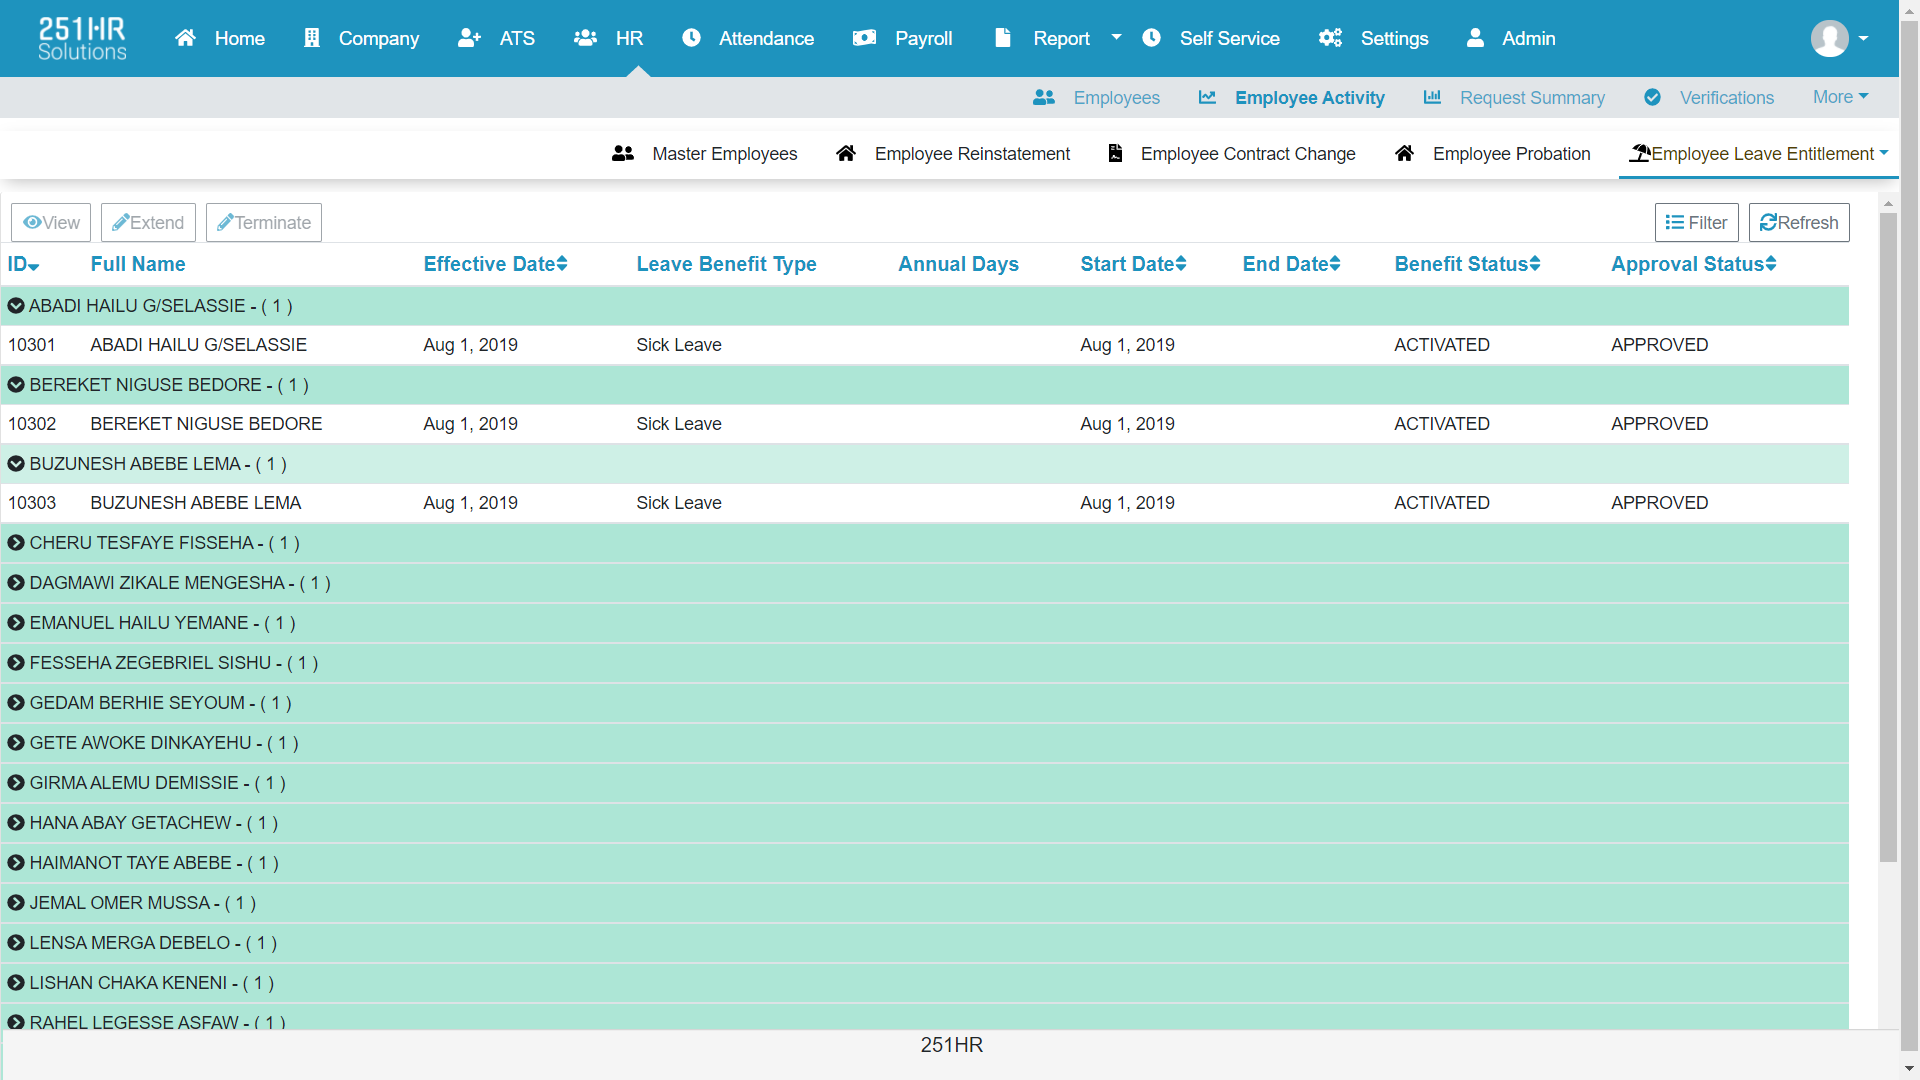 251HR
Solutions
Home
Company
ATS
HR
Attendance
Payroll
Report
Self Service
Settings
Admin
Employees
Employee Activity
Request Summary
Verifications
More
Master Employees
Employee Reinstatement
Employee Contract Change
Employee Probation
Employee Leave Entitlement
View
Extend
Terminate
Filter
Refresh
ID Full Name Effective Date Leave Benefit Type Annual Days Start Date End Date Benefit Status Approval Status
ABADI HAILU G/SELASSIE - ( 1 )
10301 ABADI HAILU G/SELASSIE Aug 1, 2019 Sick Leave Aug 1, 2019 ACTIVATED APPROVED
BEREKET NIGUSE BEDORE - ( 1 )
10302 BEREKET NIGUSE BEDORE Aug 1, 2019 Sick Leave Aug 1, 2019 ACTIVATED APPROVED
BUZUNESH ABEBE LEMA - ( 1 )
10303 BUZUNESH ABEBE LEMA Aug 1, 2019 Sick Leave Aug 1, 2019 ACTIVATED APPROVED
CHERU TESFAYE FISSEHA - ( 1 )
DAGMAWI ZIKALE MENGESHA - ( 1 )
EMANUEL HAILU YEMANE - ( 1 )
FESSEHA ZEGEBRIEL SISHU - ( 1 )
GEDAM BERHIE SEYOUM - ( 1 )
GETE AWOKE DINKAYEHU - ( 1 )
GIRMA ALEMU DEMISSIE - ( 1 )
HANA ABAY GETACHEW - ( 1 )
HAIMANOT TAYE ABEBE - ( 1 )
JEMAL OMER MUSSA - ( 1 )
LENSA MERGA DEBELO - ( 1 )
LISHAN CHAKA KENENI - ( 1 )
RAHEL LEGESSE ASFAW - ( 1 )
251HR